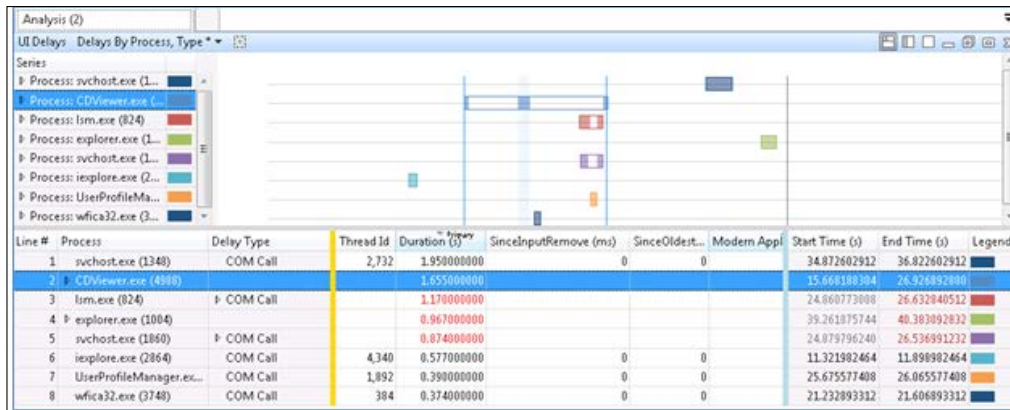 Analysis (2)
UI Delays Delays By Process, Type *
Series
Process: svchost.exe (1...
Process: CDViewer.exe (...
Process: lsm.exe (824)
Process: explorer.exe (1...
Process: svchost.exe (1...
Process: iexplore.exe (2...
Process: UserProfileMa...
Process: wfica32.exe (3...
Line # Process Delay Type Thread Id Duration (s) Primary SinceInputRemove (ms) SinceOldest... Modern Appl Start Time (s) End Time (s) Legend
1 svchost.exe (1348) COM Call 2,732 1.950000000 0 0 34.872602912 36.822602912
2 CDViewer.exe (4988) 1.655000000 15.668188384 26.926892880
3 lsm.exe (824) COM Call 1.170000000 24.860773008 26.632840512
4 explorer.exe (1004) 0.967000000 39.261875744 40.383092832
5 svchost.exe (1860) COM Call 0.874000000 24.879796240 26.536991232
6 iexplore.exe (2864) COM Call 4,340 0.577000000 0 0 11.321982464 11.898982464
7 UserProfileManager.ex... COM Call 1,892 0.390000000 0 0 25.675577408 26.065577408
8 wfica32.exe (3748) COM Call 384 0.374000000 0 0 21.232893312 21.606893312